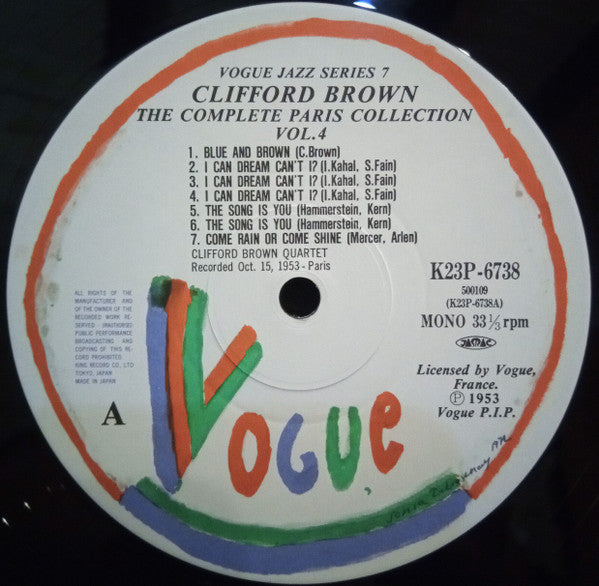 VOGUE JAZZ SERIES 7
CLIFFORD BROWN
THE COMPLETE PARIS COLLECTION
VOL.4
1. BLUE AND BROWN (C.Brown)
2. I CAN DREAM CAN'T I? (I.Kahal, S.Fain)
3. I CAN DREAM CAN'T I? (I.Kahal, S.Fain)
4. I CAN DREAM CAN'T I? (I.Kahal, S.Fain)
5. THE SONG IS YOU (Hammerstein, Kern)
6. THE SONG IS YOU (Hammerstein, Kern)
7. COME RAIN OR COME SHINE (Mercer, Arlen)
CLIFFORD BROWN QUARTET
Recorded Oct. 15, 1953 - Paris
K23P-6738
500109
(K23P-6738A)
MONO 33 1/3 rpm
ALL RIGHTS OF THE
MANUFACTURER AND
OF THE OWNER OF THE
RECORDED WORK RE-
SERVED UNAUTHORIZED
PUBLIC PERFORMANCE
BROADCASTING AND
COPYING OF THIS RE-
CORD PROHIBITED.
KING RECORD CO., LTD
TOKYO, JAPAN
MADE IN JAPAN
Licensed by Vogue,
France.
Ⓟ 1953
Vogue P.I.P.
A
VOGUE